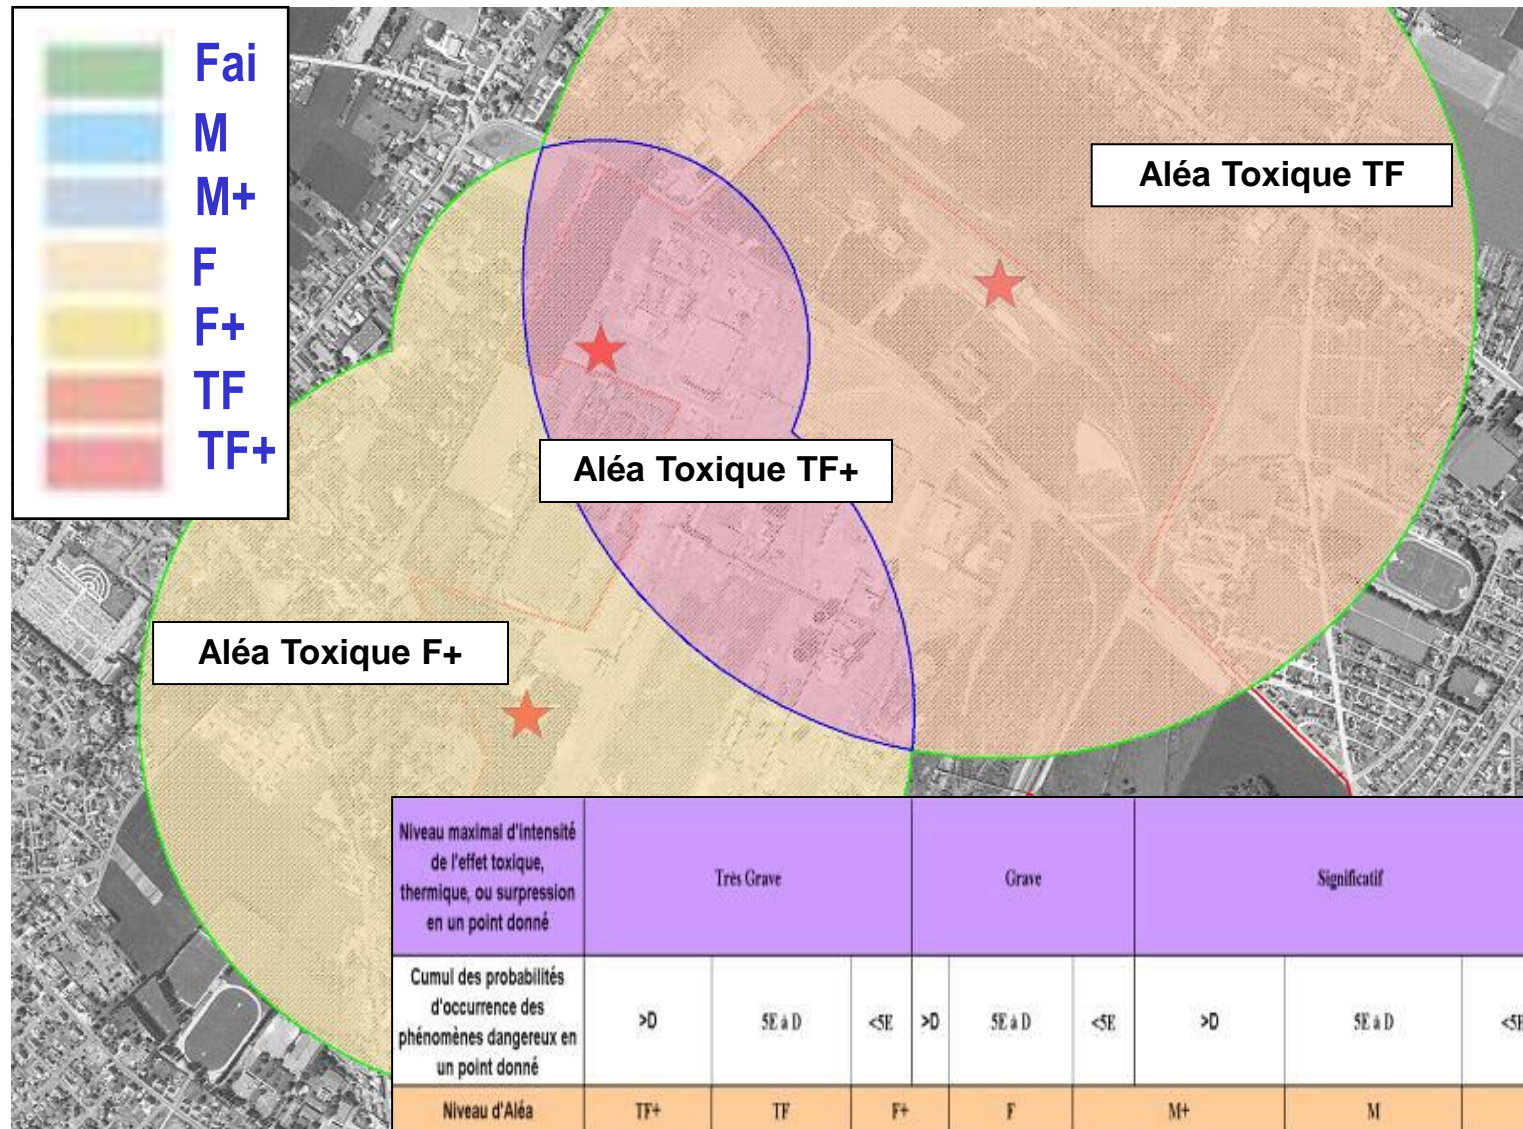 Fai
M
M+
F
F+
TF
TF+
Aléa Toxique TF
Aléa Toxique TF+
Aléa Toxique F+
Niveau maximal d'intensité
de l'effet toxique,
thermique, ou surpression
en un point donné
Très Grave
Grave
Significatif
Cumul des probabilités
d'occurrence des
phénomènes dangereux en
un point donné
>D
5E à D
<5E
>D
5E à D
<5E
>D
5E à D
<5E
Niveau d'Aléa
TF+
TF
F+
F
M+
M